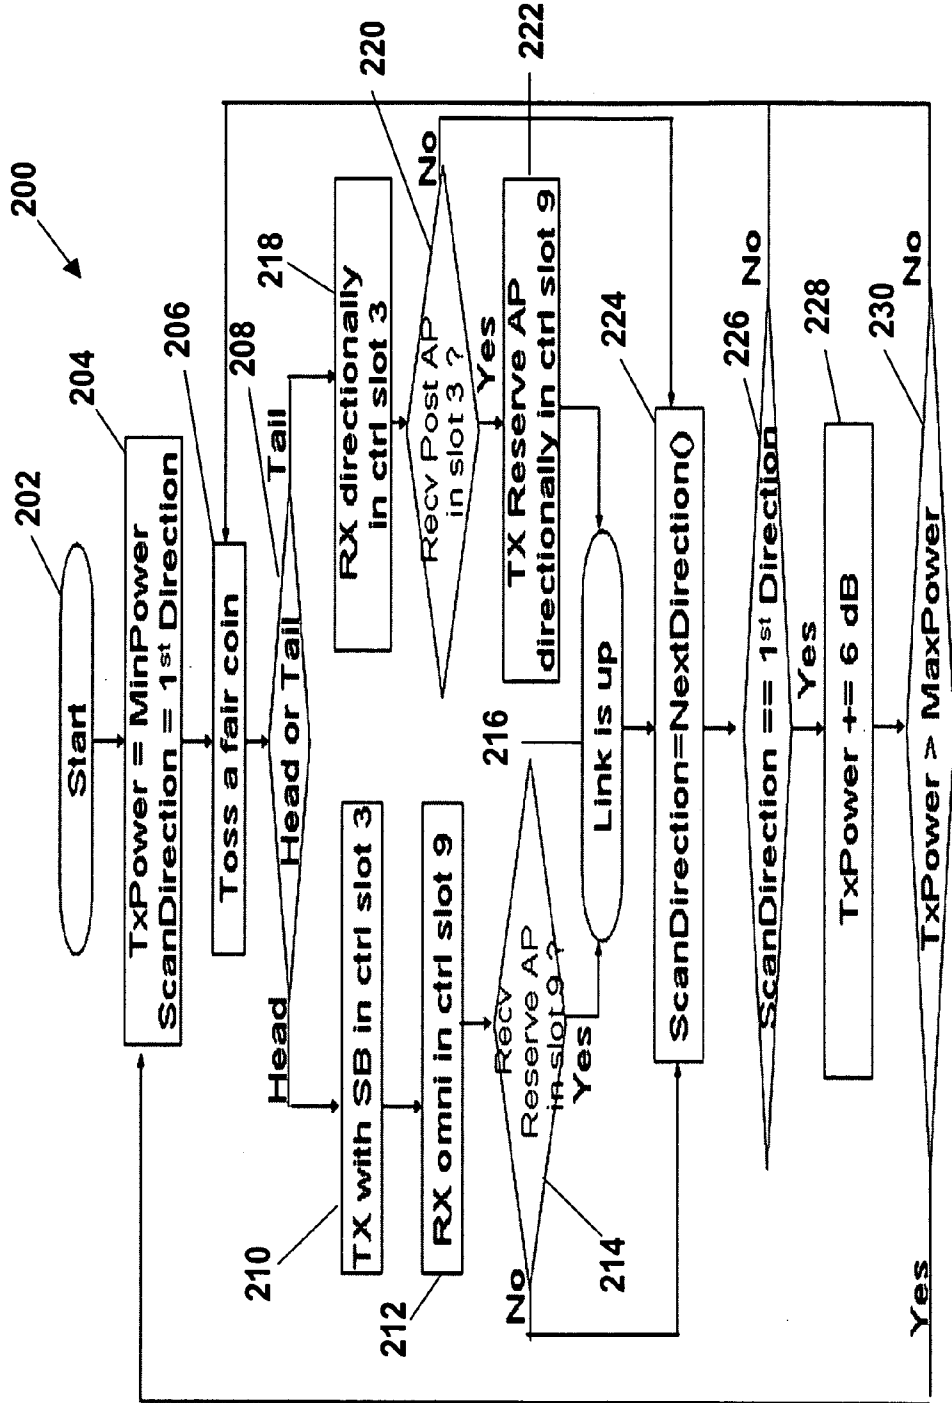 200
Start
202
TxPower = MinPower
ScanDirection = 1st Direction
204
Toss a fair coin
206
Head or Tail
208
Head
Tail
TX with SB in ctrl slot 3
210
RX omni in ctrl slot 9
212
Recv
Reserve AP
in slot 9 ?
214
No
Yes
RX directionally
in ctrl slot 3
218
Recv Post AP
in slot 3 ?
220
No
Yes
TX Reserve AP
directionally in ctrl slot 9
222
216
Link is up
ScanDirection=NextDirection()
224
ScanDirection == 1st Direction
226
No
Yes
TxPower += 6 dB
228
TxPower > MaxPower
230
No
Yes